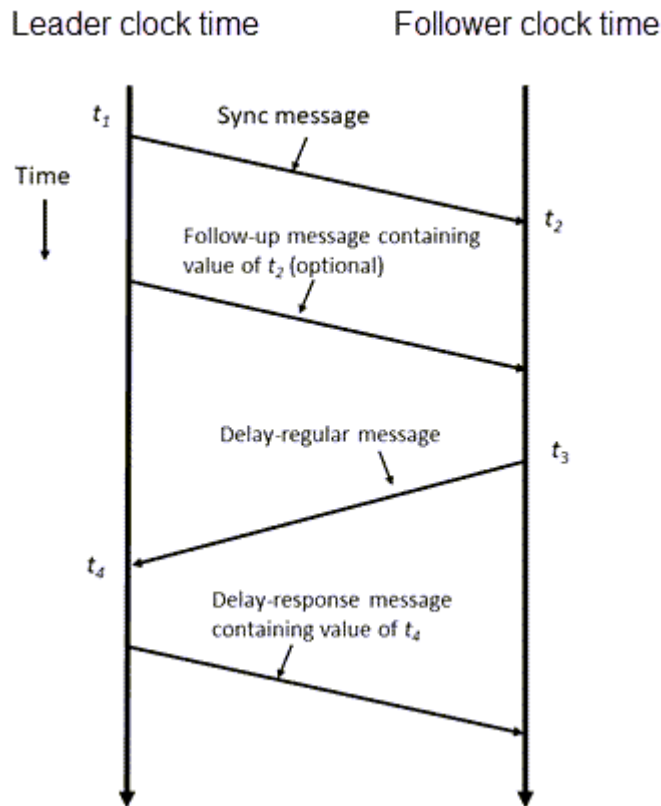 Leader clock time
Follower clock time
t1
Sync message
Time
t2
Follow-up message containing
value of t2 (optional)
Delay-regular message
t3
t4
Delay-response message
containing value of t4